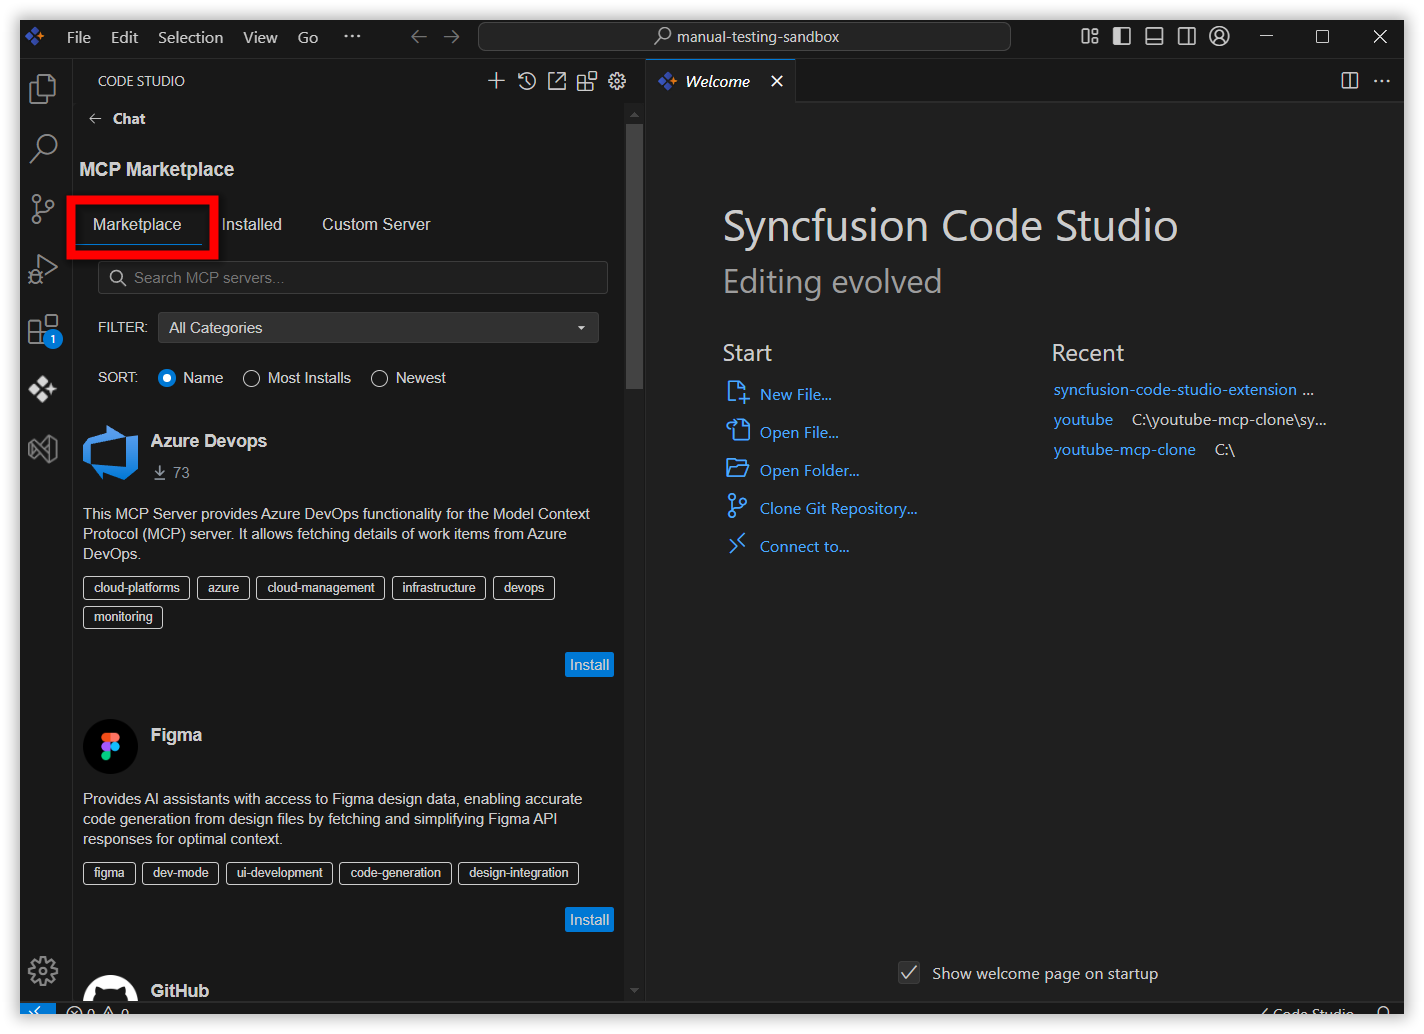 File Edit Selection View Go ··· manual-testing-sandbox
CODE STUDIO
Chat
MCP Marketplace
Marketplace Installed Custom Server
Search MCP servers...
FILTER: All Categories
SORT: Name Most Installs Newest
Azure Devops
73
This MCP Server provides Azure DevOps functionality for the Model Context
Protocol (MCP) server. It allows fetching details of work items from Azure
DevOps.
cloud-platforms azure cloud-management infrastructure devops
monitoring
Install
Figma
Provides AI assistants with access to Figma design data, enabling accurate
code generation from design files by fetching and simplifying Figma API
responses for optimal context.
figma dev-mode ui-development code-generation design-integration
Install
GitHub
1
Welcome
Syncfusion Code Studio
Editing evolved
Start
New File...
Open File...
Open Folder...
Clone Git Repository...
Connect to...
Recent
syncfusion-code-studio-extension ...
youtube C:\youtube-mcp-clone\sy...
youtube-mcp-clone C:\
Show welcome page on startup
0 0 Code Studio